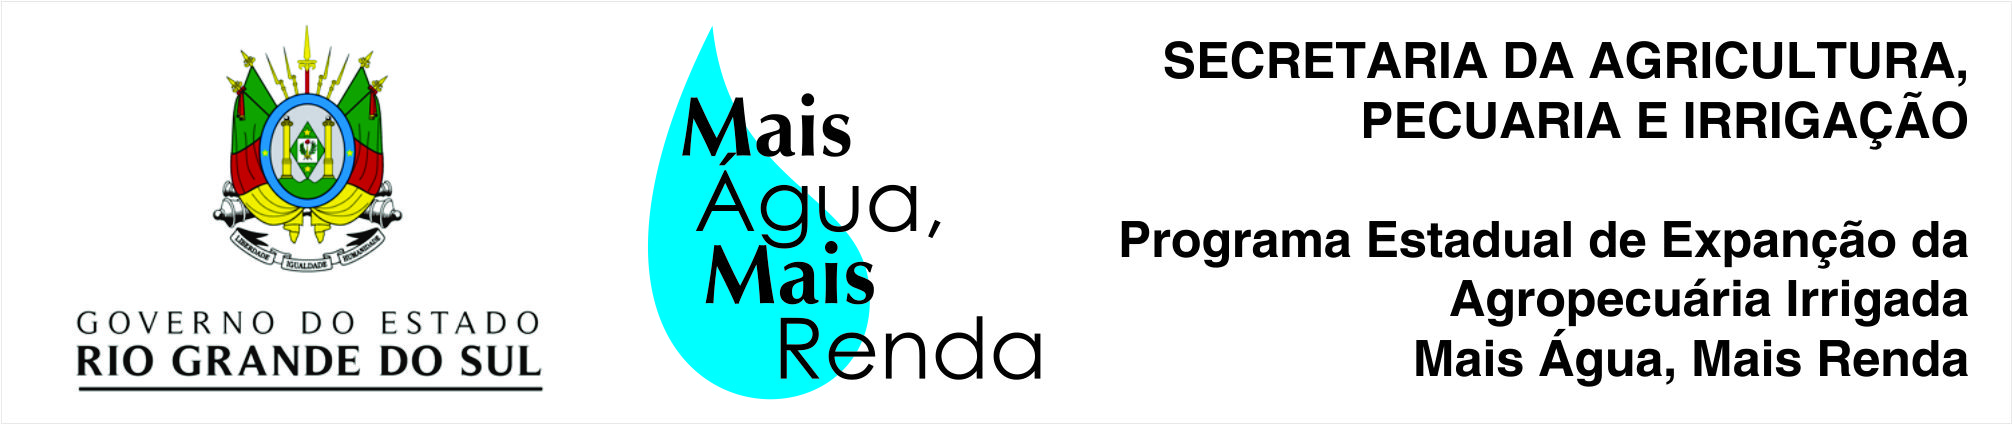 LIBERDADE
IGUALDADE
HUMANIDADE
GOVERNO DO ESTADO
RIO GRANDE DO SUL
Mais
Água,
Mais
Renda
SECRETARIA DA AGRICULTURA,
PECUARIA E IRRIGAÇÃO
Programa Estadual de Expanção da
Agropecuária Irrigada
Mais Água, Mais Renda